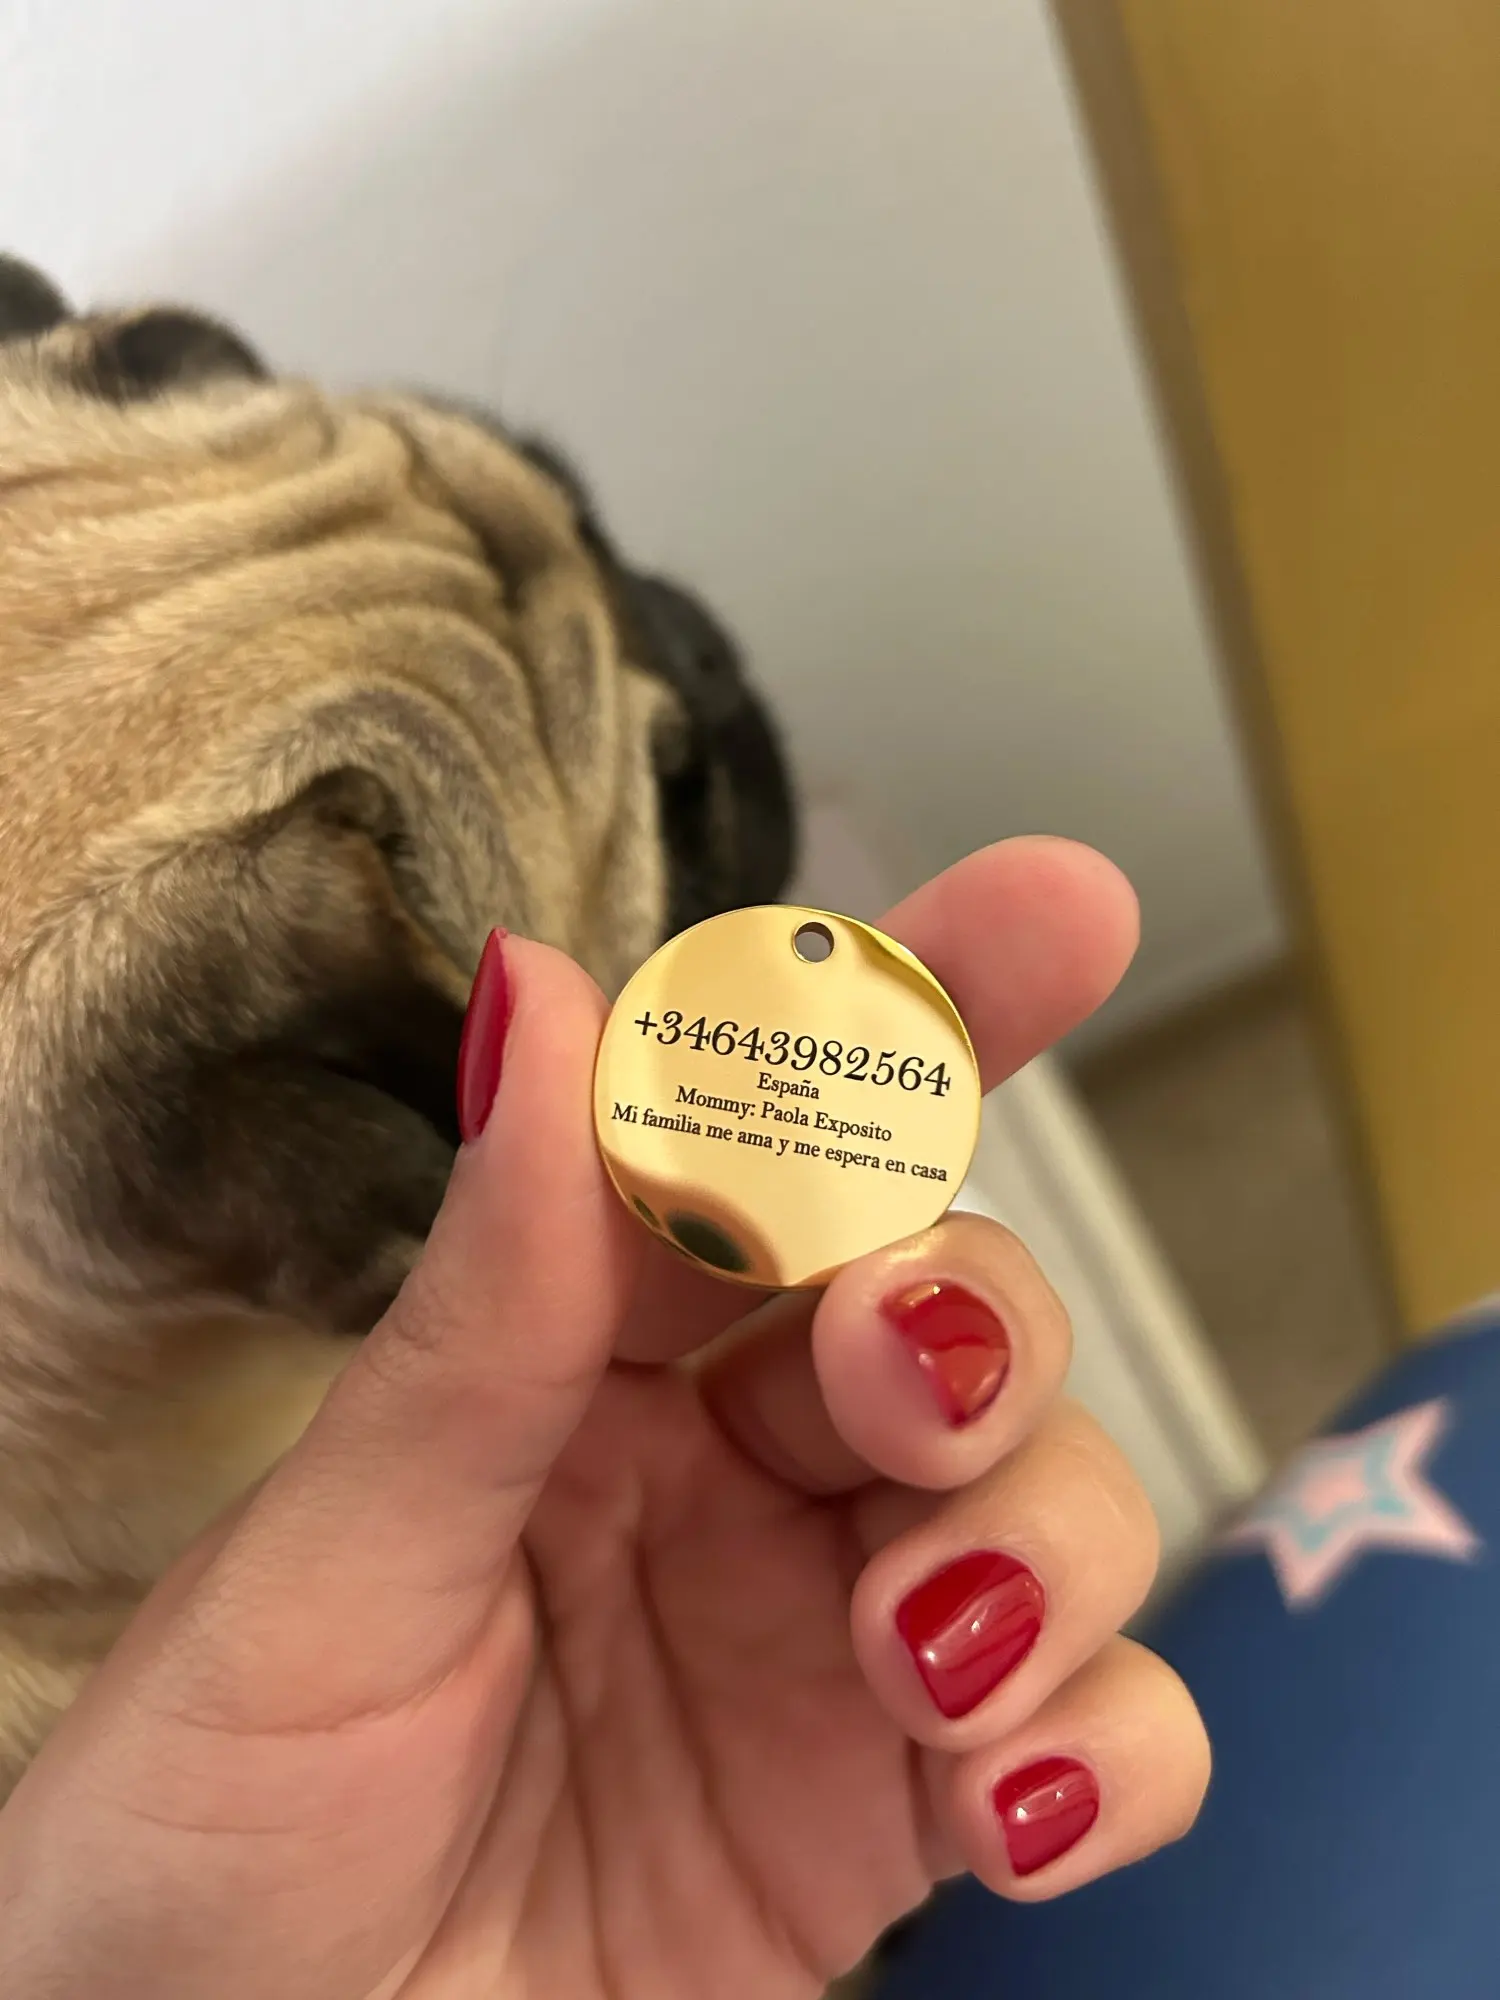 +34643982564
España
Mommy: Paola Exposito
Mi familia me ama y me espera en casa